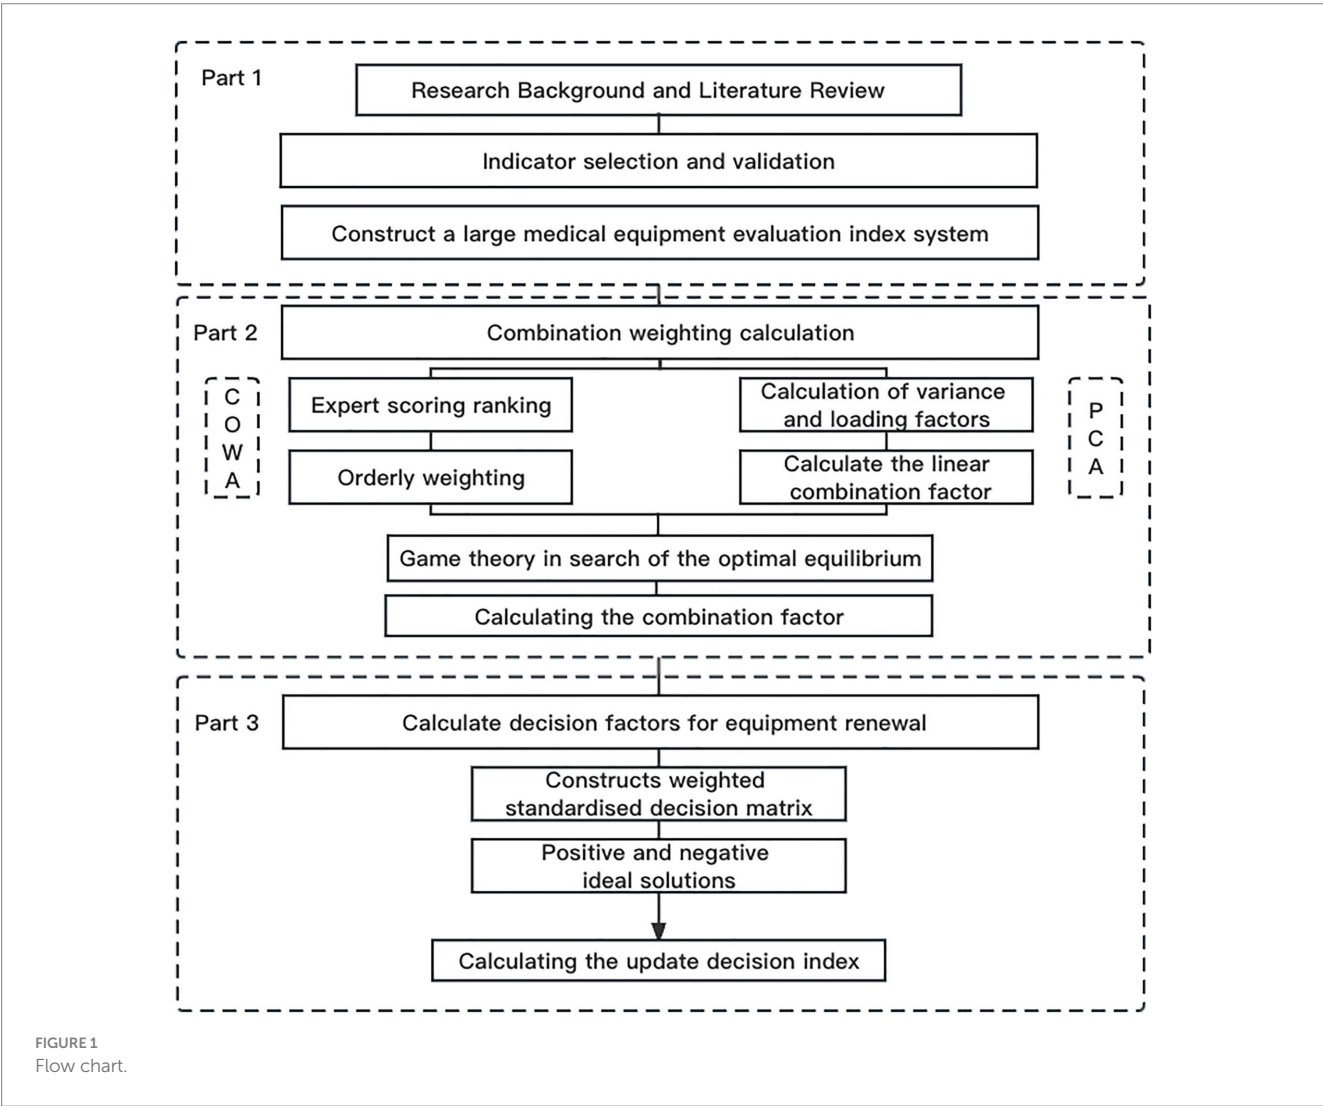 Part 1
Research Background and Literature Review
Indicator selection and validation
Construct a large medical equipment evaluation index system
Part 2
Combination weighting calculation
C
O
W
A
Expert scoring ranking
Orderly weighting
Calculation of variance
and loading factors
Calculate the linear
combination factor
P
C
A
Game theory in search of the optimal equilibrium
Calculating the combination factor
Part 3
Calculate decision factors for equipment renewal
Constructs weighted
standardised decision matrix
Positive and negative
ideal solutions
Calculating the update decision index
FIGURE 1
Flow chart.